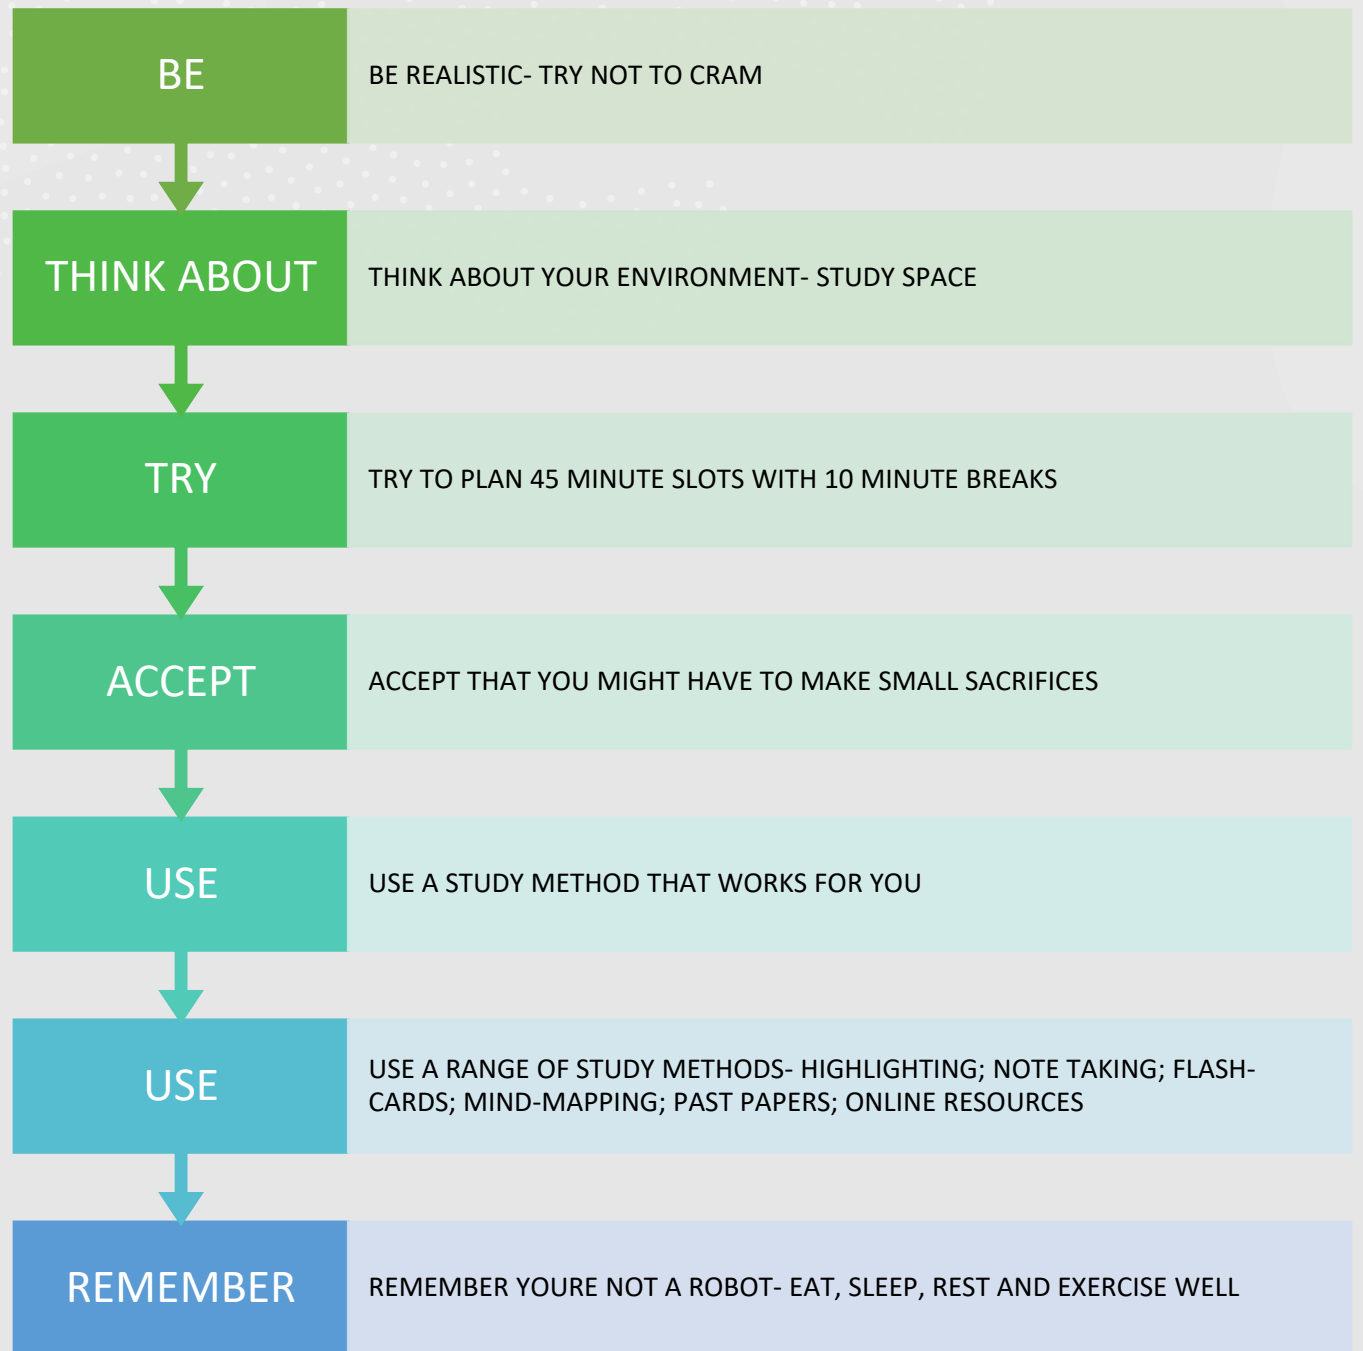 BE
BE REALISTIC- TRY NOT TO CRAM
THINK ABOUT
THINK ABOUT YOUR ENVIRONMENT- STUDY SPACE
TRY
TRY TO PLAN 45 MINUTE SLOTS WITH 10 MINUTE BREAKS
ACCEPT
ACCEPT THAT YOU MIGHT HAVE TO MAKE SMALL SACRIFICES
USE
USE A STUDY METHOD THAT WORKS FOR YOU
USE
USE A RANGE OF STUDY METHODS- HIGHLIGHTING; NOTE TAKING; FLASH-
CARDS; MIND-MAPPING; PAST PAPERS; ONLINE RESOURCES
REMEMBER
REMEMBER YOURE NOT A ROBOT- EAT, SLEEP, REST AND EXERCISE WELL